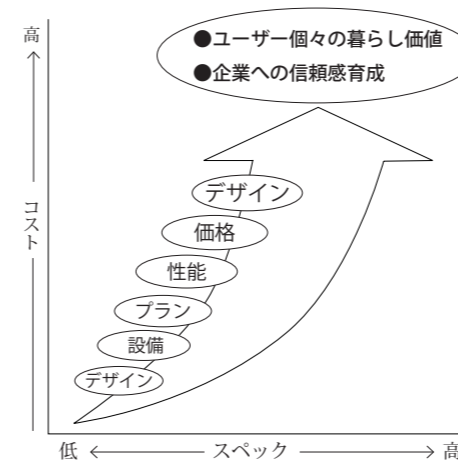 ●ユーザー個々の暮らし価値
●企業への信頼感育成
高
コスト
デザイン
価格
性能
プラン
設備
デザイン
低 スペック 高